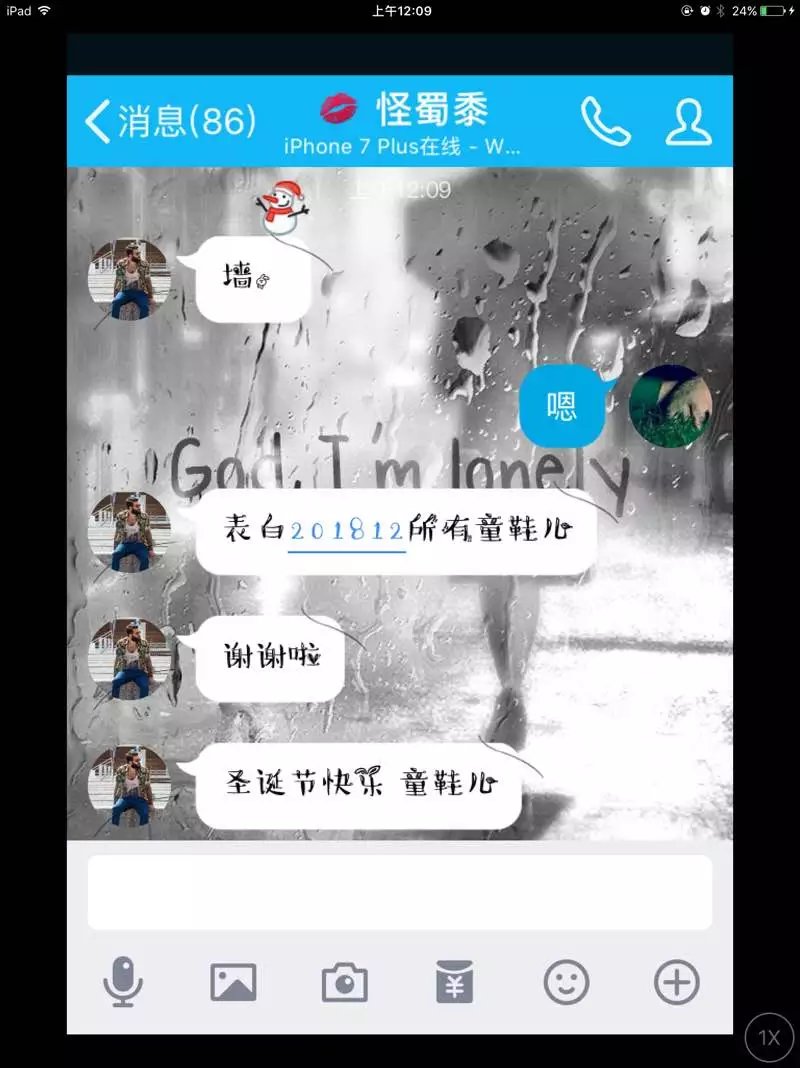 iPad 上午12:09 24%
消息(86) 怪蜀黍
iPhone 7 Plus在线 - W...
上午12:09
墙
嗯
God, I'm lonely
表白201812所有童鞋儿
谢谢啦
圣诞节快乐 童鞋儿
1X